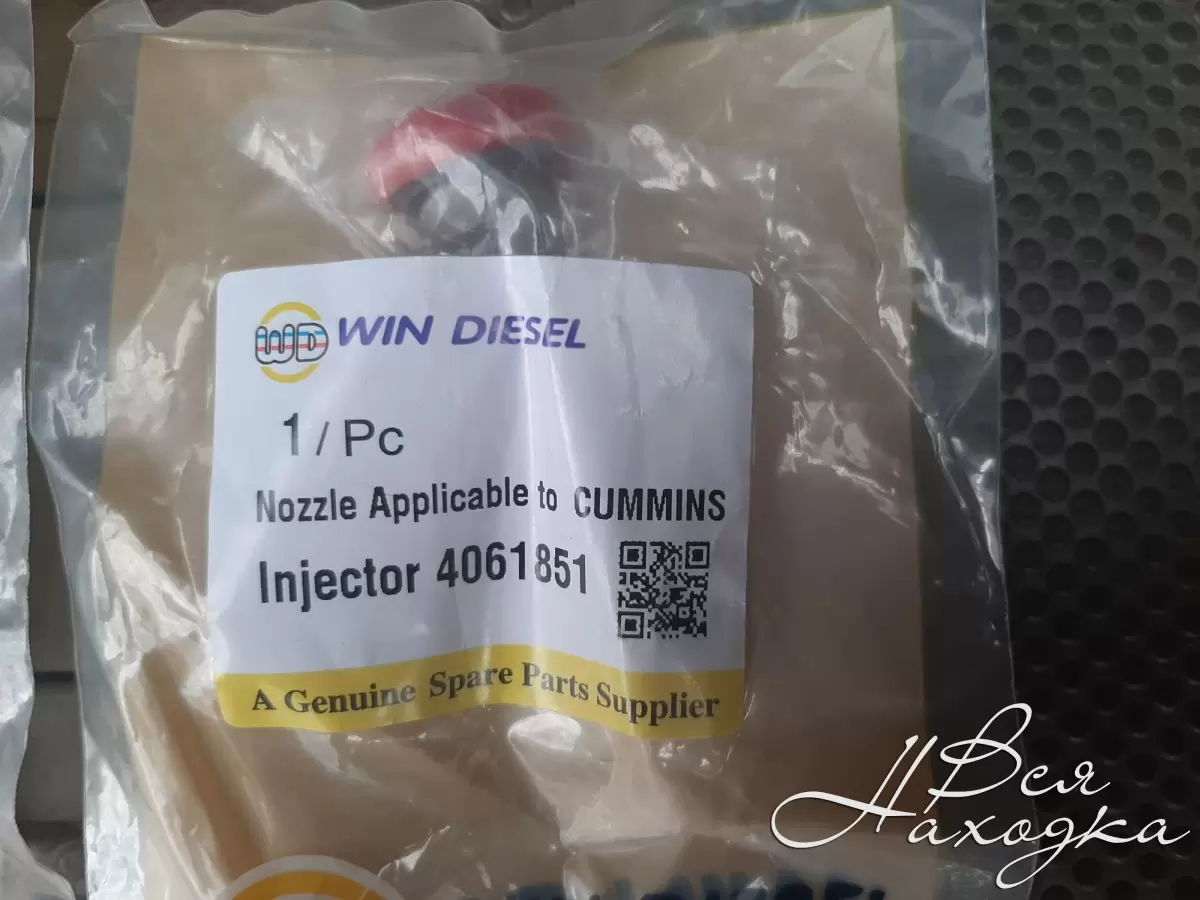 WD WIN DIESEL
1 / Pc
Nozzle Applicable to CUMMINS
Injector 4061851
A Genuine Spare Parts Supplier
Вся
Находка